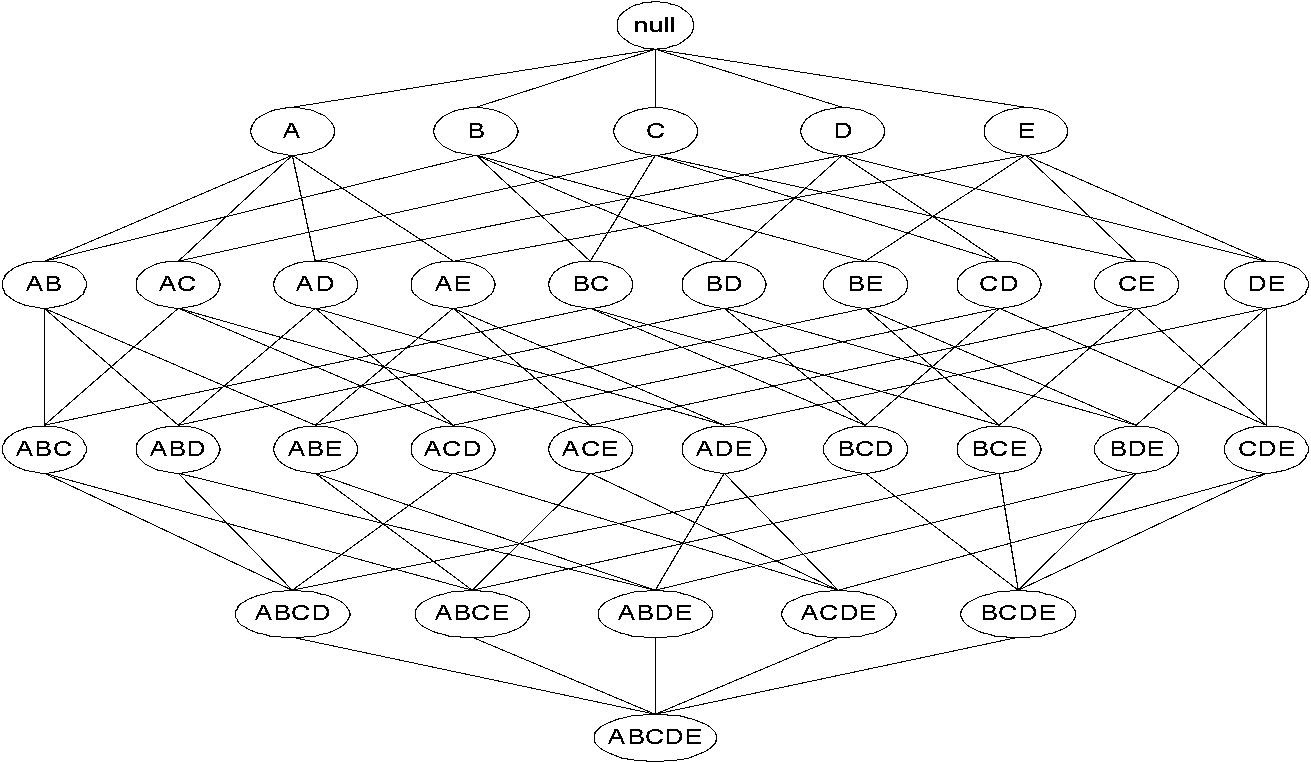 null
A B C D E
AB AC AD AE BC BD BE CD CE DE
ABC ABD ABE ACD ACE ADE BCD BCE BDE CDE
ABCD ABCE ABDE ACDE BCDE
ABCDE